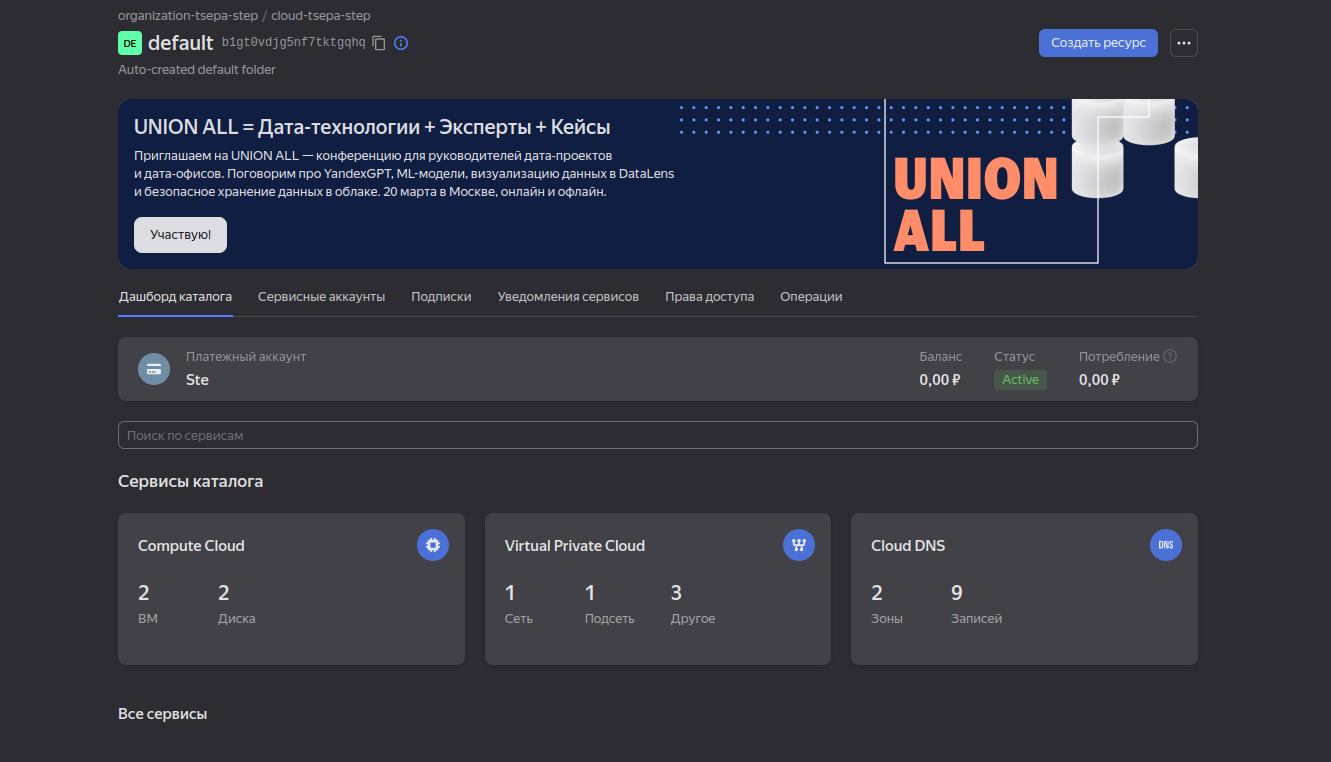 organization-tsepa-step / cloud-tsepa-step
DE default b1gt0vdjg5nf7tktgqhq
Создать ресурс
Auto-created default folder
UNION ALL = Дата-технологии + Эксперты + Кейсы
Приглашаем на UNION ALL — конференцию для руководителей дата-проектов
и дата-офисов. Поговорим про YandexGPT, ML-модели, визуализацию данных в DataLens
и безопасное хранение данных в облаке. 20 марта в Москве, онлайн и офлайн.
Участвую!
UNION
ALL
Дашборд каталога Сервисные аккаунты Подписки Уведомления сервисов Права доступа Операции
Платежный аккаунт Баланс Статус Потребление
Ste 0,00 ₽ Active 0,00 ₽
Поиск по сервисам
Сервисы каталога
Compute Cloud
2 2
ВМ Диска
Virtual Private Cloud
1 1 3
Сеть Подсеть Другое
Cloud DNS DNS
2 9
Зоны Записей
Все сервисы